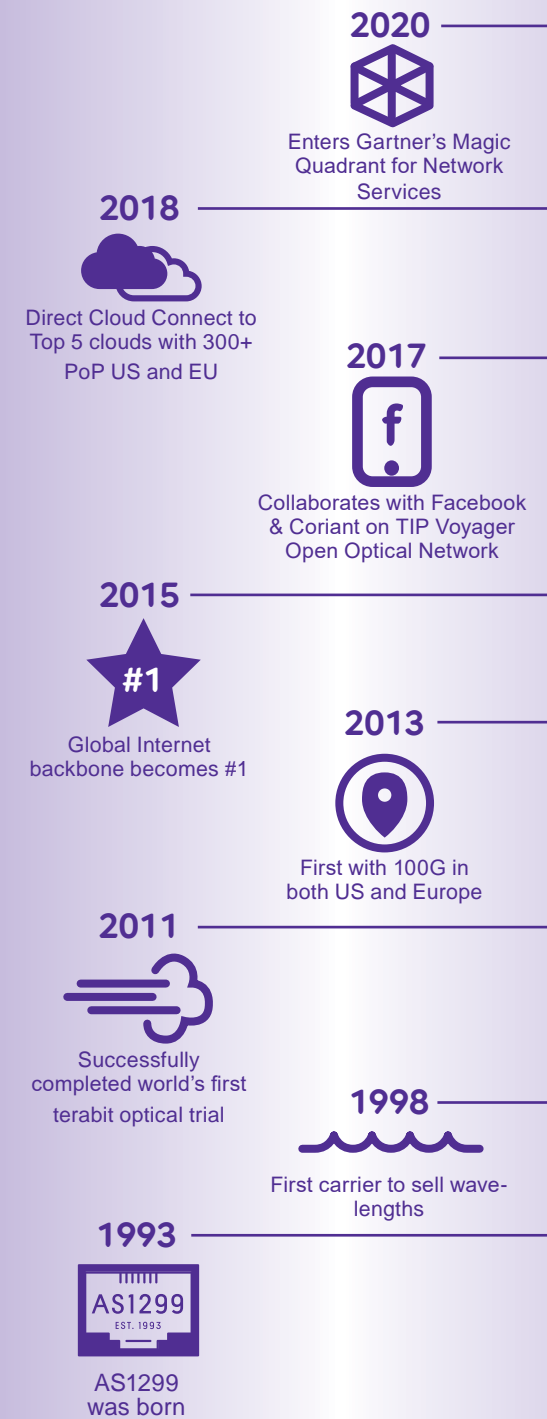 2020
Enters Gartner's Magic
Quadrant for Network
Services
2018
Direct Cloud Connect to
Top 5 clouds with 300+
PoP US and EU
2017
f
Collaborates with Facebook
& Coriant on TIP Voyager
Open Optical Network
2015
#1
Global Internet
backbone becomes #1
2013
First with 100G in
both US and Europe
2011
Successfully
completed world's first
terabit optical trial
1998
First carrier to sell wave-
lengths
1993
AS1299
EST. 1993
AS1299
was born